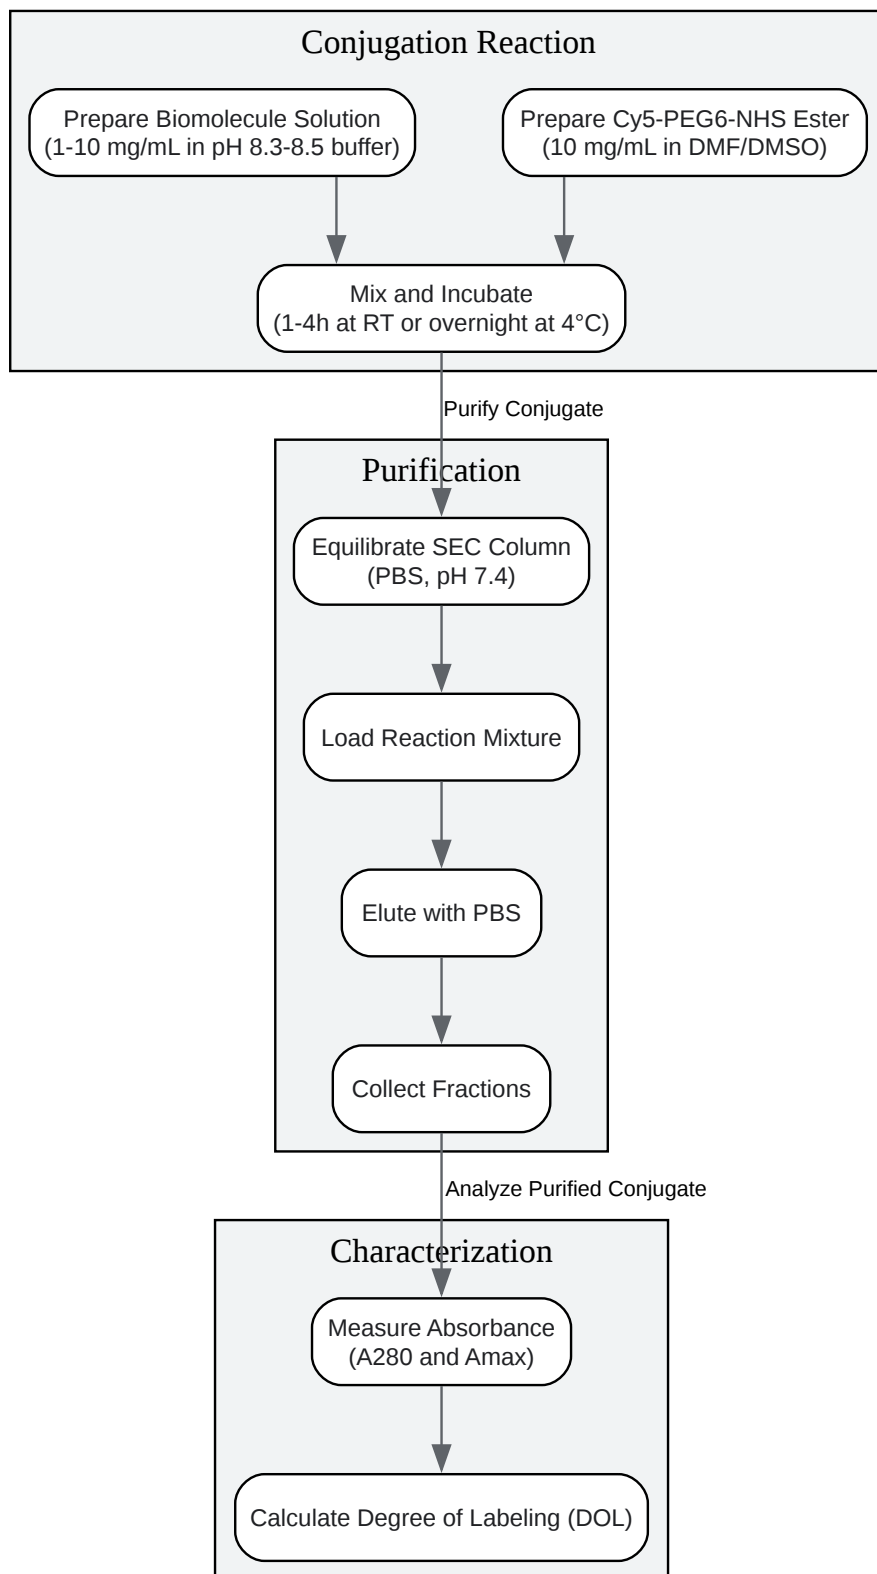 Conjugation Reaction
Prepare Biomolecule Solution
(1-10 mg/mL in pH 8.3-8.5 buffer)
Prepare Cy5-PEG6-NHS Ester
(10 mg/mL in DMF/DMSO)
Mix and Incubate
(1-4h at RT or overnight at 4°C)
Purify Conjugate
Purification
Equilibrate SEC Column
(PBS, pH 7.4)
Load Reaction Mixture
Elute with PBS
Collect Fractions
Analyze Purified Conjugate
Characterization
Measure Absorbance
(A280 and Amax)
Calculate Degree of Labeling (DOL)